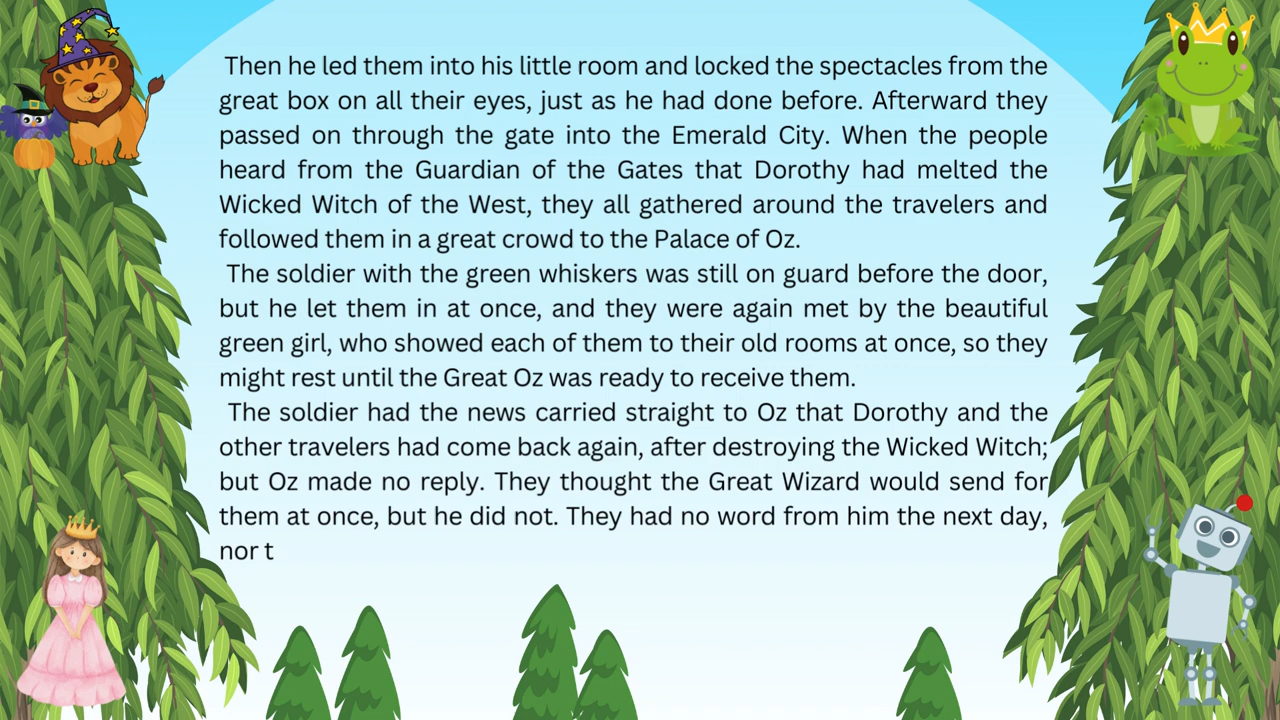 Then he led them into his little room and locked the spectacles from the
great box on all their eyes, just as he had done before. Afterward they
passed on through the gate into the Emerald City. When the people
heard from the Guardian of the Gates that Dorothy had melted the
Wicked Witch of the West, they all gathered around the travelers and
followed them in a great crowd to the Palace of Oz.
The soldier with the green whiskers was still on guard before the door,
but he let them in at once, and they were again met by the beautiful
green girl, who showed each of them to their old rooms at once, so they
might rest until the Great Oz was ready to receive them.
The soldier had the news carried straight to Oz that Dorothy and the
other travelers had come back again, after destroying the Wicked Witch;
but Oz made no reply. They thought the Great Wizard would send for
them at once, but he did not. They had no word from him the next day,
nor t